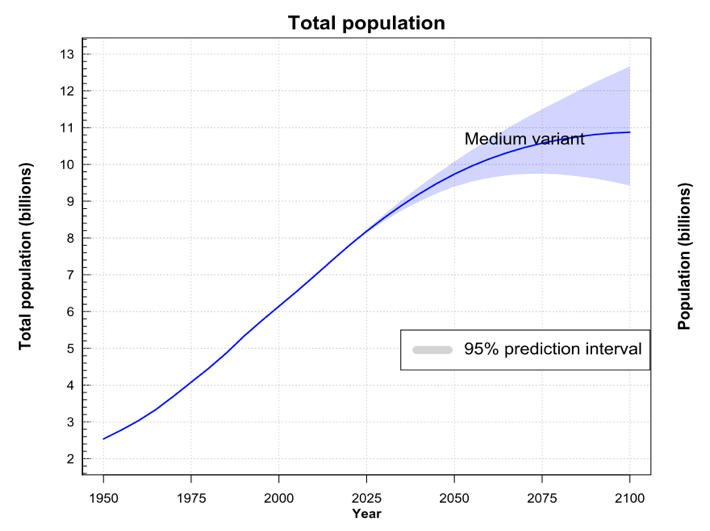 Total population
Total population (billions)
13
12
11
10
9
8
7
6
5
4
3
2
Medium variant
95% prediction interval
Population (billions)
1950 1975 2000 2025 2050 2075 2100
Year